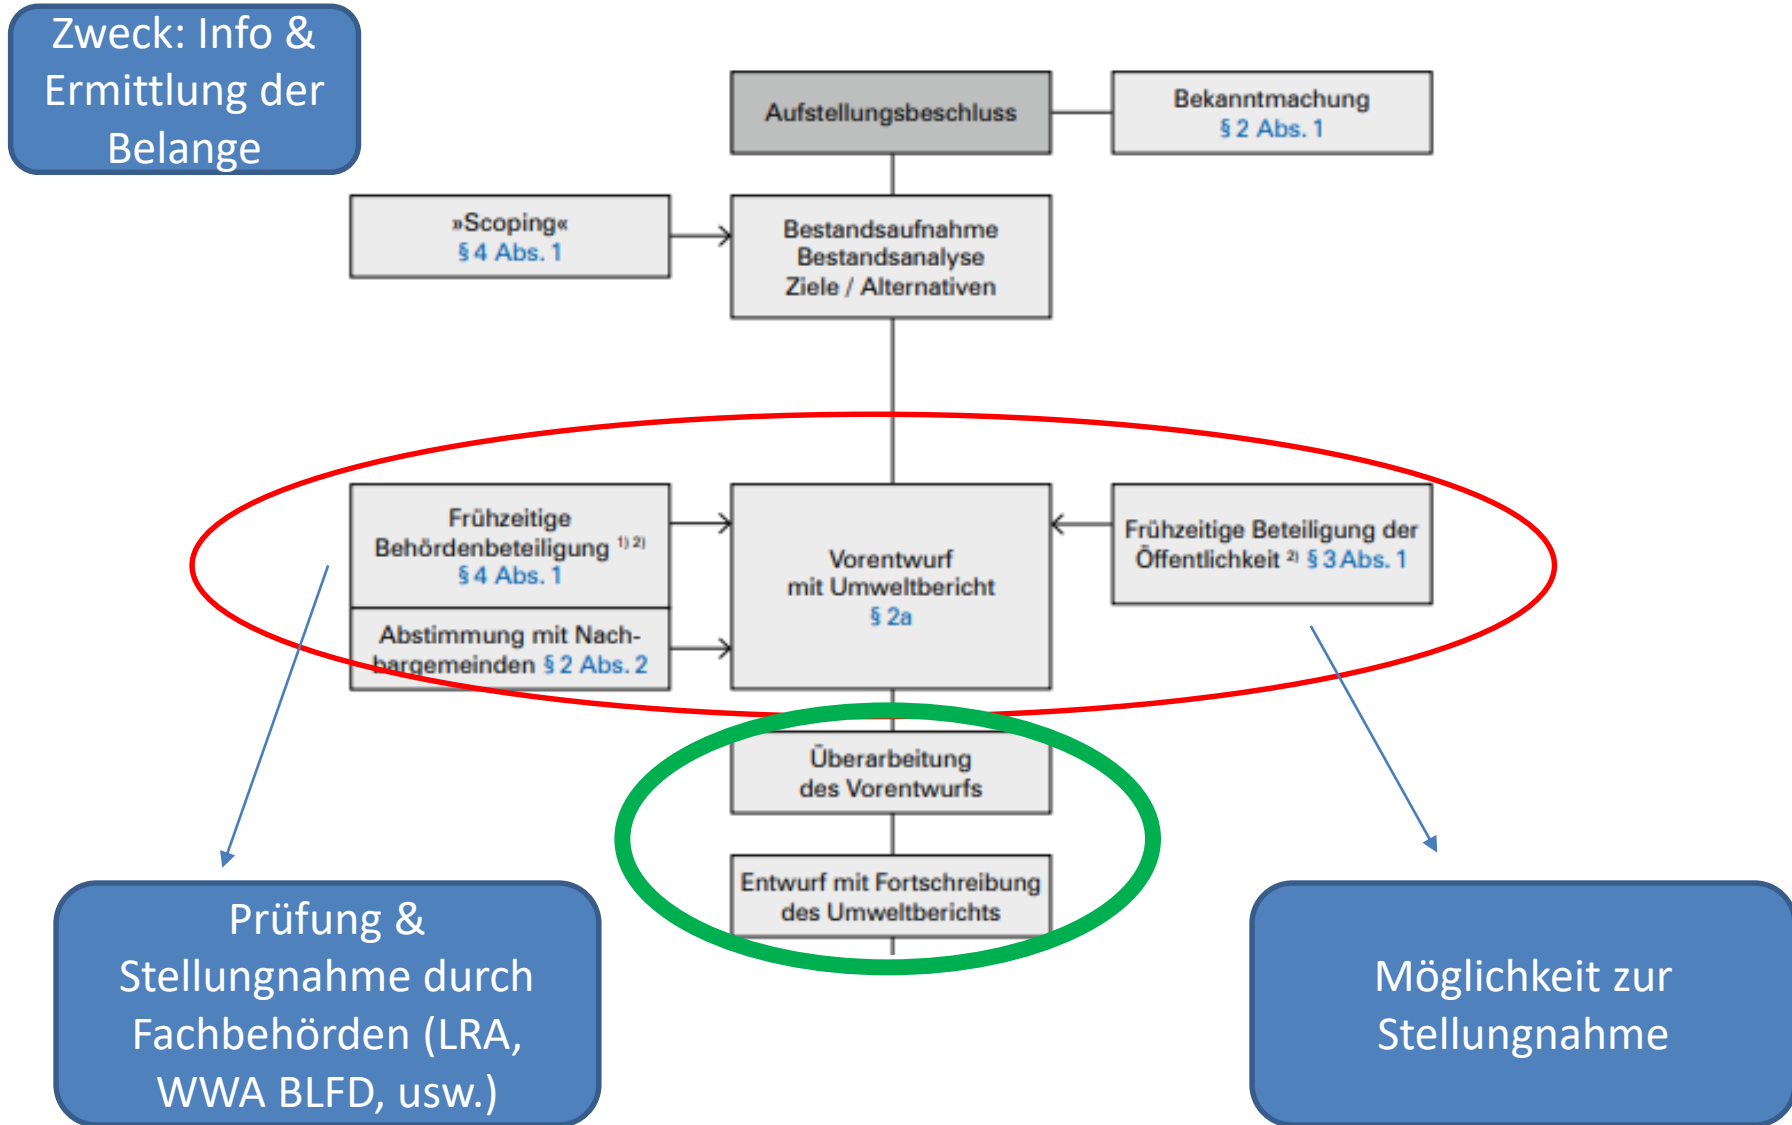 Zweck: Info &
Ermittlung der
Belange
Aufstellungsbeschluss
Bekanntmachung
§ 2 Abs. 1
»Scoping«
§ 4 Abs. 1
Bestandsaufnahme
Bestandsanalyse
Ziele / Alternativen
Frühzeitige
Behördenbeteiligung 1) 2)
§ 4 Abs. 1
Abstimmung mit Nach-
bargemeinden § 2 Abs. 2
Vorentwurf
mit Umweltbericht
§ 2a
Frühzeitige Beteiligung der
Öffentlichkeit 2) § 3 Abs. 1
Überarbeitung
des Vorentwurfs
Entwurf mit Fortschreibung
des Umweltberichts
Prüfung &
Stellungnahme durch
Fachbehörden (LRA,
WWA BLFD, usw.)
Möglichkeit zur
Stellungnahme